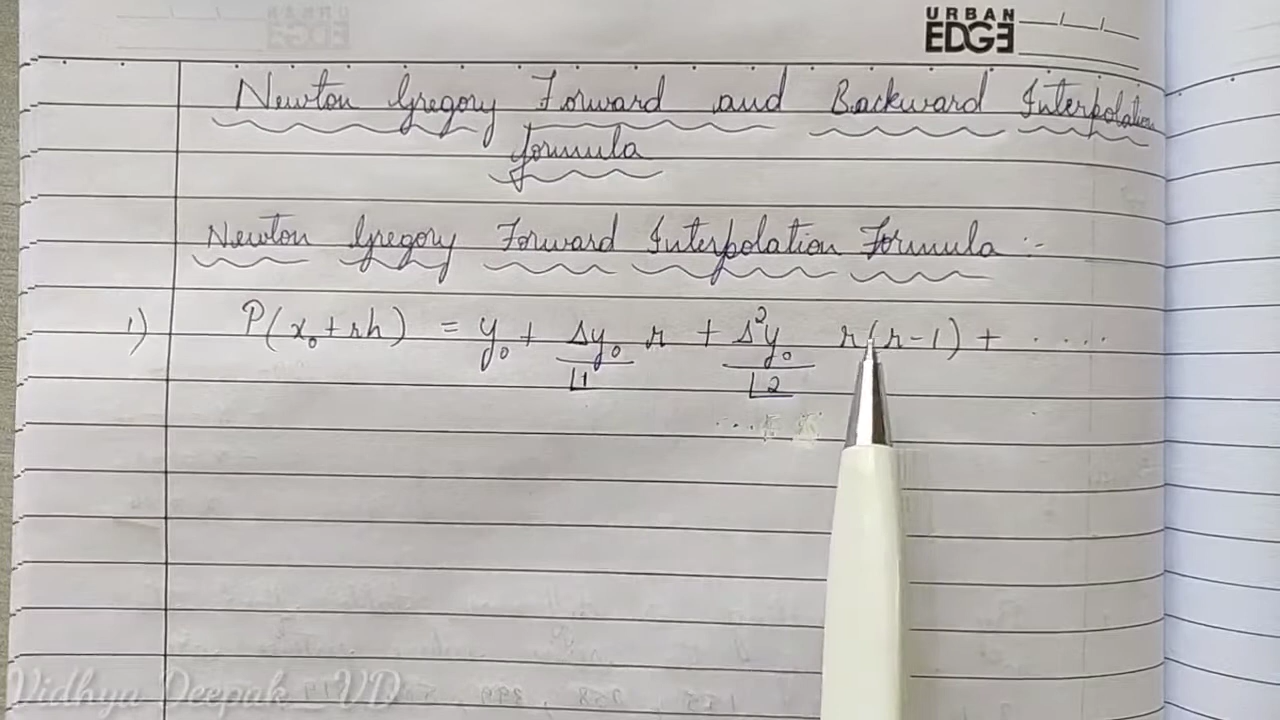 URBAN
EDGE
Newton Gregory Forward and Backward Interpolation
formula
Newton Gregory Forward Interpolation Formula :-
1) P(x₀+rh) = y₀ + Δy₀/⌊1 r + Δ²y₀/⌊2 r(r-1) + ....
Vidhya Deepak_VD